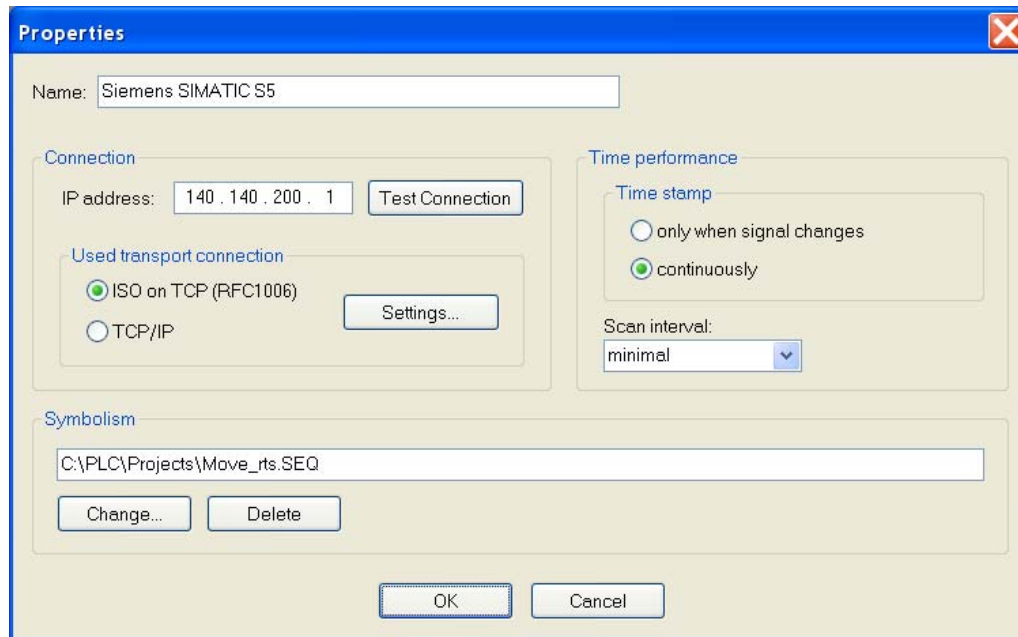 Properties
Name: Siemens SIMATIC S5
Connection
IP address: 140 . 140 . 200 . 1 Test Connection
Used transport connection
ISO on TCP (RFC1006)
TCP/IP
Settings...
Time performance
Time stamp
only when signal changes
continuously
Scan interval:
minimal
Symbolism
C:\PLC\Projects\Move_rts.SEQ
Change... Delete
OK Cancel